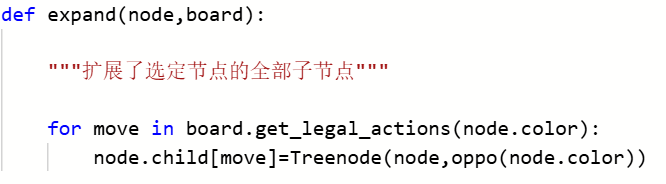 def expand(node,board):
"""扩展了选定节点的全部子节点"""
for move in board.get_legal_actions(node.color):
node.child[move]=Treenode(node,oppo(node.color))